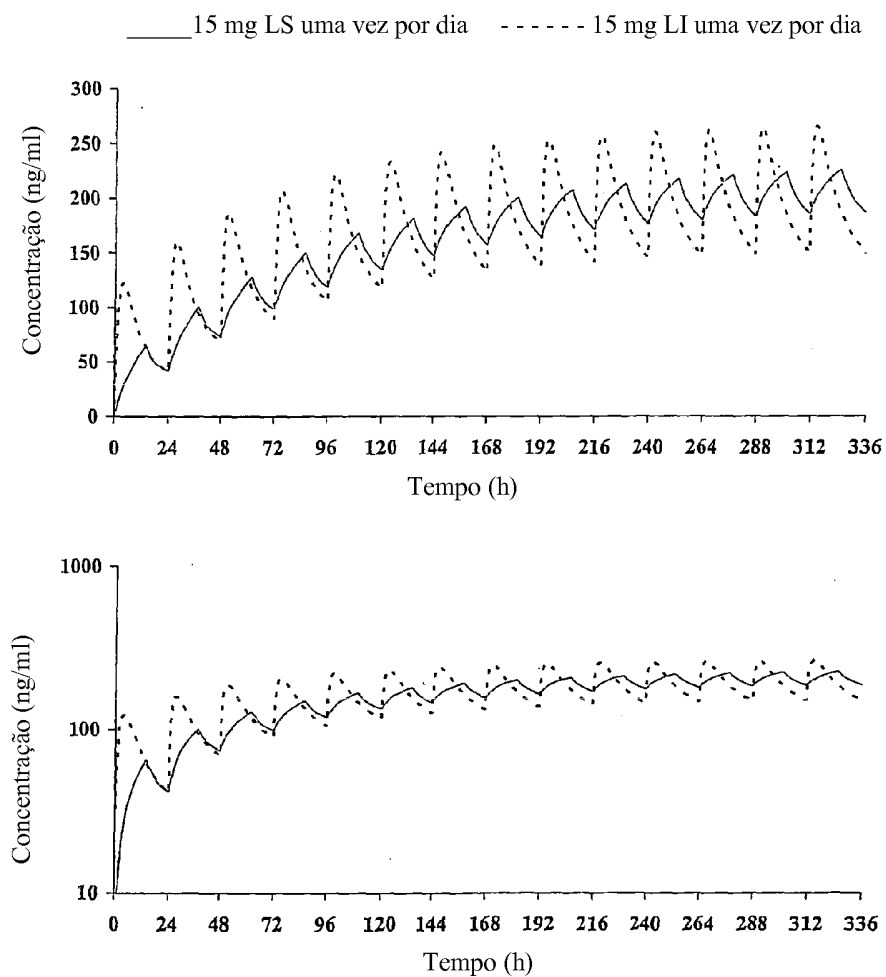 15 mg LS uma vez por dia 15 mg LI uma vez por dia
Concentração (ng/ml)
300
250
200
150
100
50
0
0 24 48 72 96 120 144 168 192 216 240 264 288 312 336
Tempo (h)
Concentração (ng/ml)
1000
100
10
0 24 48 72 96 120 144 168 192 216 240 264 288 312 336
Tempo (h)